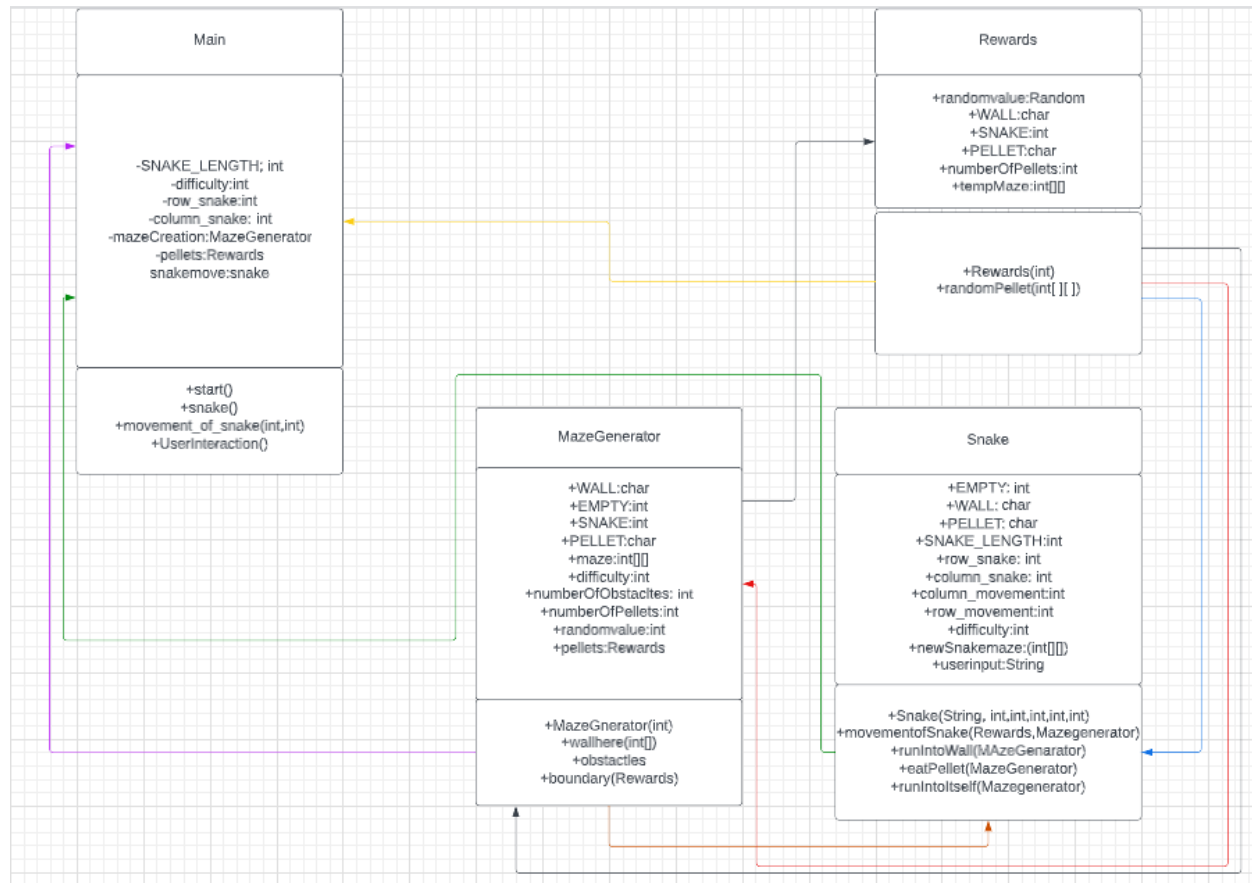 Main
-SNAKE_LENGTH; int
-difficulty:int
-row_snake:int
-column_snake: int
-mazeCreation:MazeGenerator
-pellets:Rewards
snakemove:snake
+start()
+snake()
+movement_of_snake(int,int)
+UserInteraction()
Rewards
+randomvalue:Random
+WALL:char
+SNAKE:int
+PELLET:char
+numberOfPellets:int
+tempMaze:int[][]
+Rewards(int)
+randomPellet(int[ ][ ])
MazeGenerator
+WALL:char
+EMPTY:int
+SNAKE:int
+PELLET:char
+maze:int[][]
+difficulty:int
+numberOfObstacltes: int
+numberOfPellets:int
+randomvalue:int
+pellets:Rewards
+MazeGnerator(int)
+wallhere(int[])
+obstacles
+boundary(Rewards)
Snake
+EMPTY: int
+WALL: char
+PELLET: char
+SNAKE_LENGTH:int
+row_snake: int
+column_snake: int
+column_movement:int
+row_movement:int
+difficulty:int
+newSnakemaze:(int[][])
+userinput:String
+Snake(String, int,int,int,int,int)
+movementofSnake(Rewards,Mazegenerator)
+runIntoWall(MAzeGenarator)
+eatPellet(MazeGenerator)
+runIntoItself(Mazegenerator)